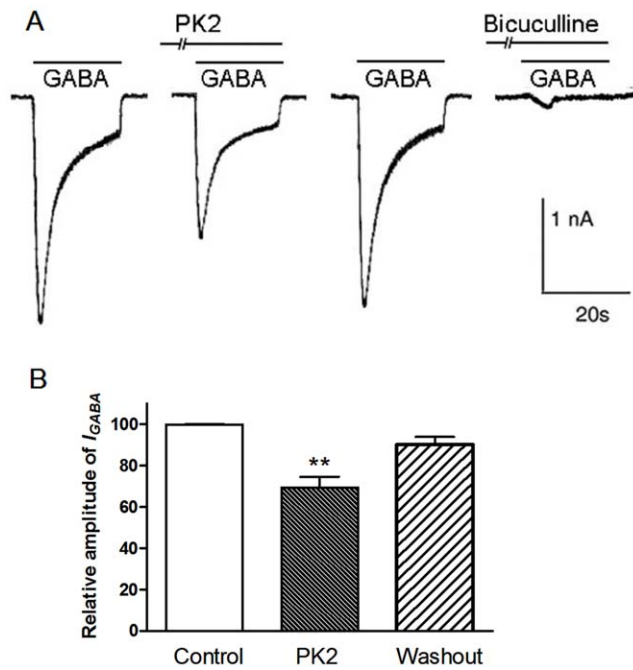 A
PK2
Bicuculline
GABA
GABA
GABA
GABA
1 nA
20s
B
Relative amplitude of I_GABA
100
80
60
40
20
0
**
Control
PK2
Washout